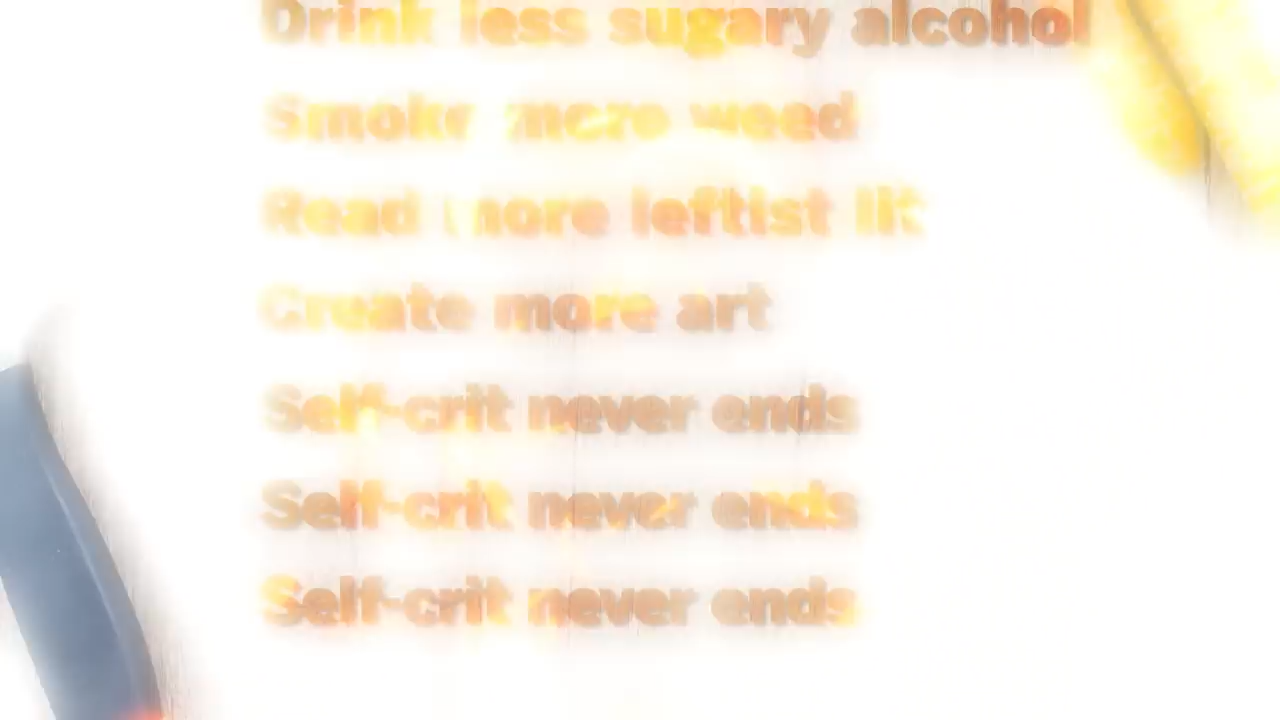 Drink less sugary alcohol
Smoke more weed
Read more leftist lit
Create more art
Self-crit never ends
Self-crit never ends
Self-crit never ends